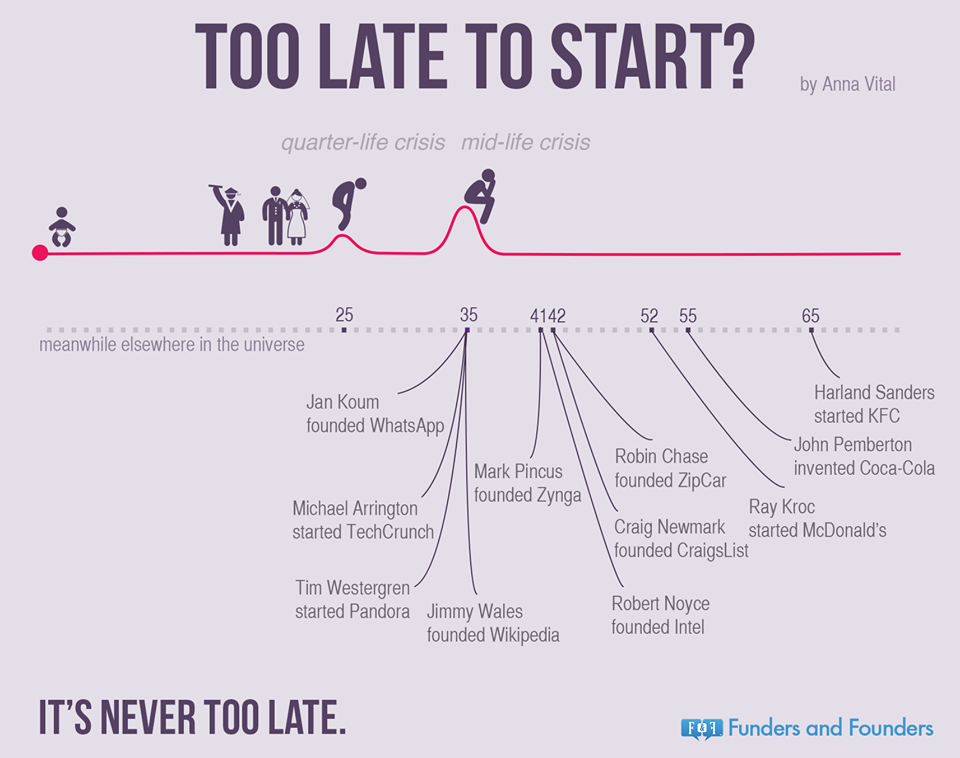 TOO LATE TO START?
by Anna Vital
quarter-life crisis
mid-life crisis
25
35
41
42
52
55
65
meanwhile elsewhere in the universe
Jan Koum
founded WhatsApp
Michael Arrington
started TechCrunch
Tim Westergren
started Pandora
Jimmy Wales
founded Wikipedia
Mark Pincus
founded Zynga
Robin Chase
founded ZipCar
Craig Newmark
founded CraigsList
Robert Noyce
founded Intel
Harland Sanders
started KFC
John Pemberton
invented Coca-Cola
Ray Kroc
started McDonald's
IT'S NEVER TOO LATE.
F&F
Funders and Founders